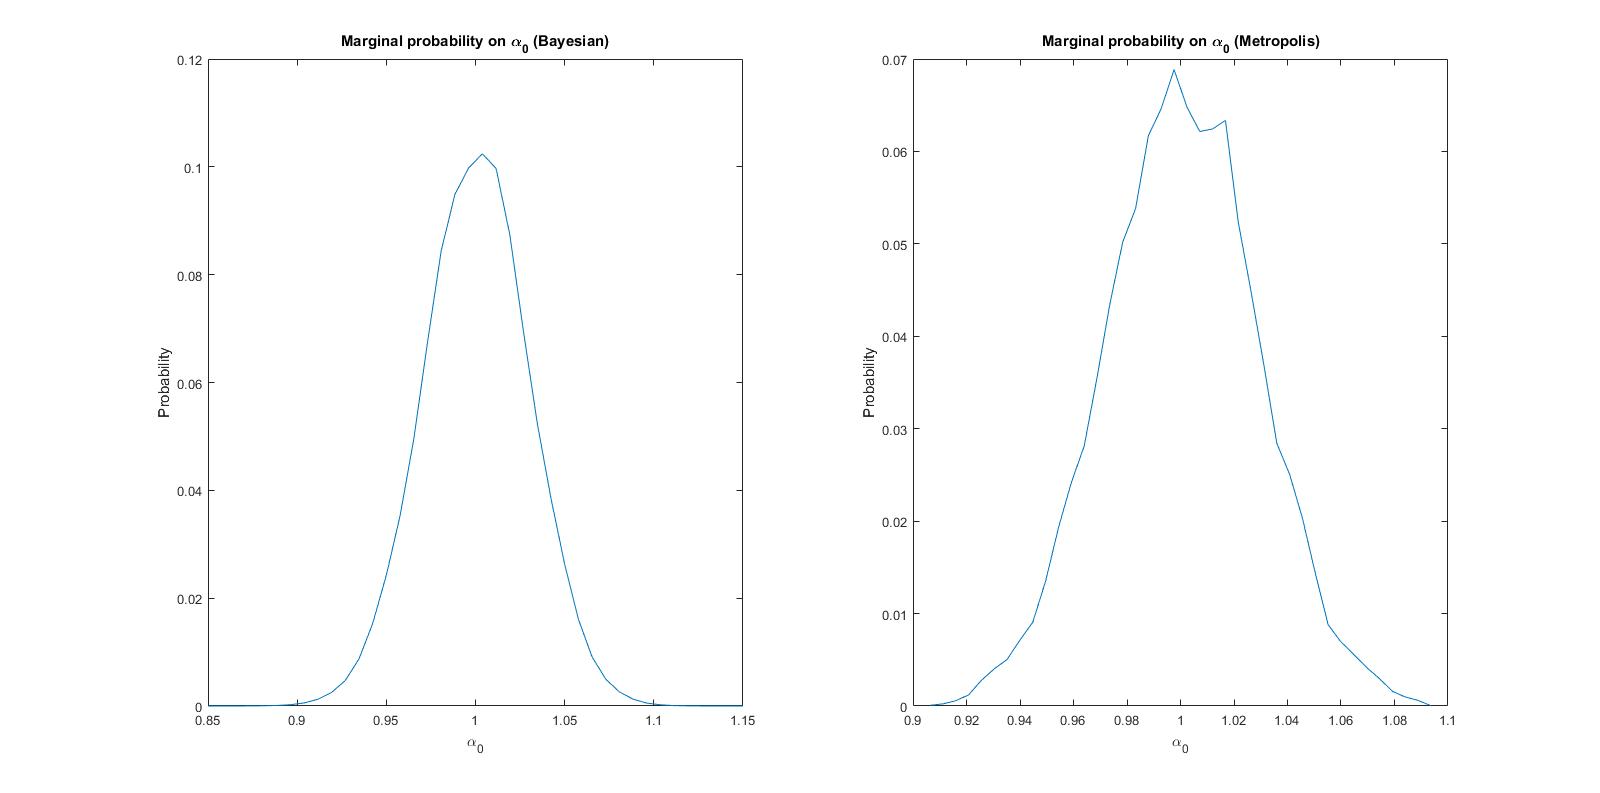 Marginal probability on α0 (Bayesian)
0.12
0.1
0.08
0.06
0.04
0.02
0
Probability
0.85 0.9 0.95 1 1.05 1.1 1.15
α0
Marginal probability on α0 (Metropolis)
0.07
0.06
0.05
0.04
0.03
0.02
0.01
0
Probability
0.9 0.92 0.94 0.96 0.98 1 1.02 1.04 1.06 1.08 1.1
α0